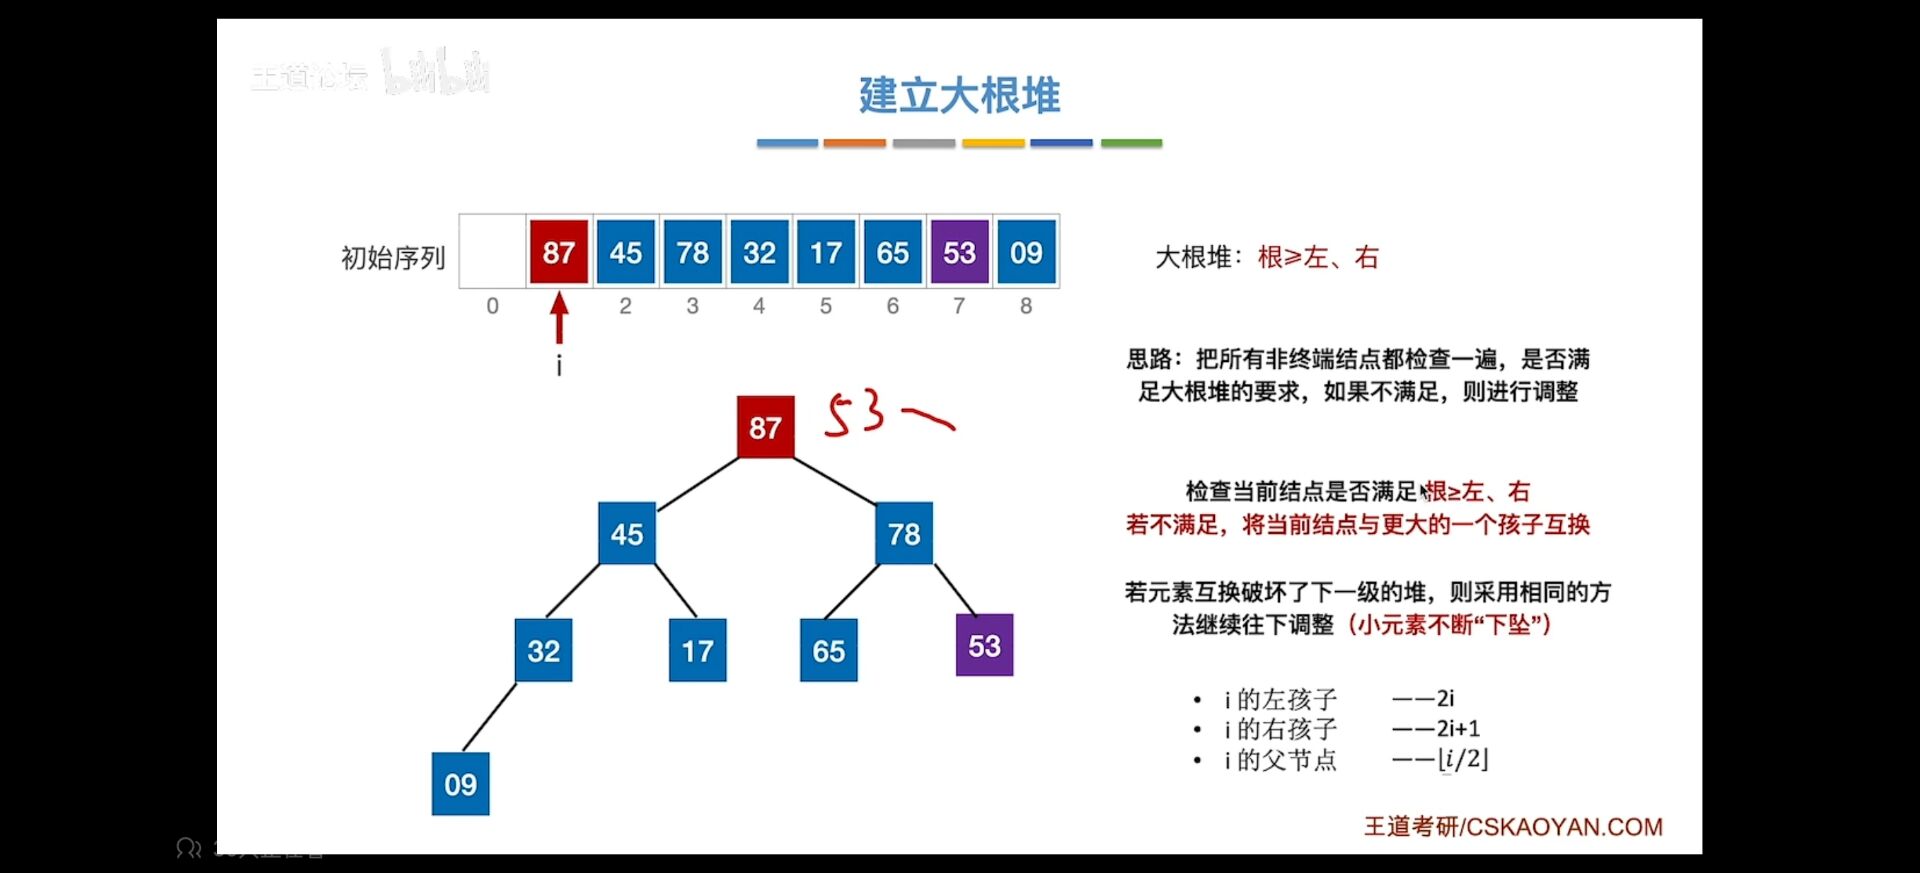 王道论坛 bilibili
建立大根堆
初始序列 87 45 78 32 17 65 53 09
0 2 3 4 5 6 7 8
i
大根堆：根≥左、右
思路：把所有非终端结点都检查一遍，是否满
足大根堆的要求，如果不满足，则进行调整
87 53
45 78
检查当前结点是否满足根≥左、右
若不满足，将当前结点与更大的一个孩子互换
若元素互换破坏了下一级的堆，则采用相同的方
法继续往下调整（小元素不断“下坠”）
32 17 65 53
• i 的左孩子 ——2i
• i 的右孩子 ——2i+1
• i 的父节点 ——⌊i/2⌋
09
王道考研/CSKAOYAN.COM